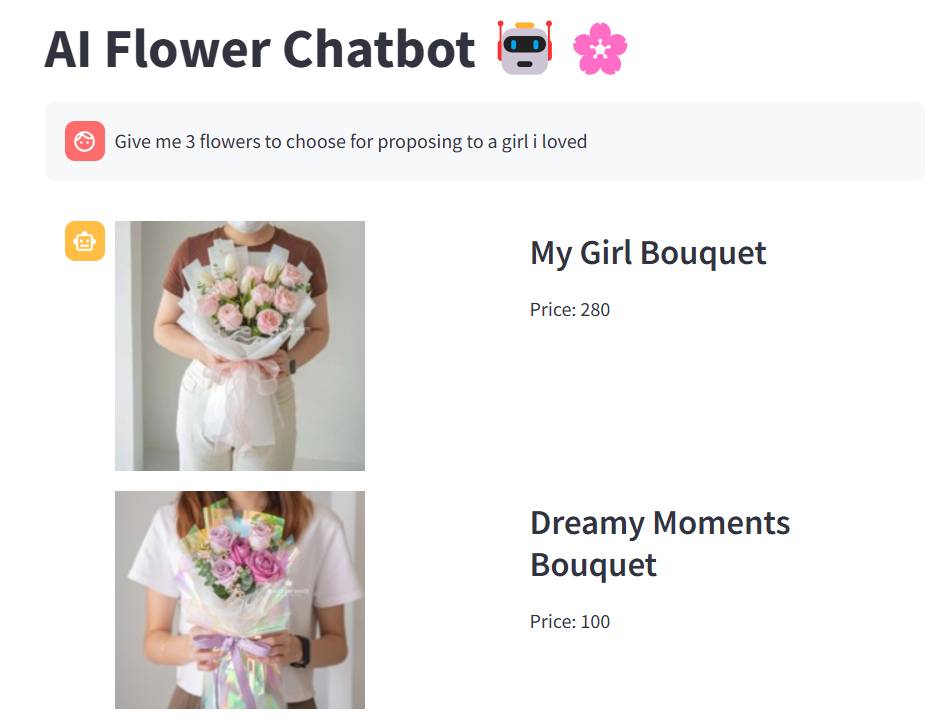 AI Flower Chatbot
Give me 3 flowers to choose for proposing to a girl i loved
My Girl Bouquet
Price: 280
Dreamy Moments
Bouquet
Price: 100